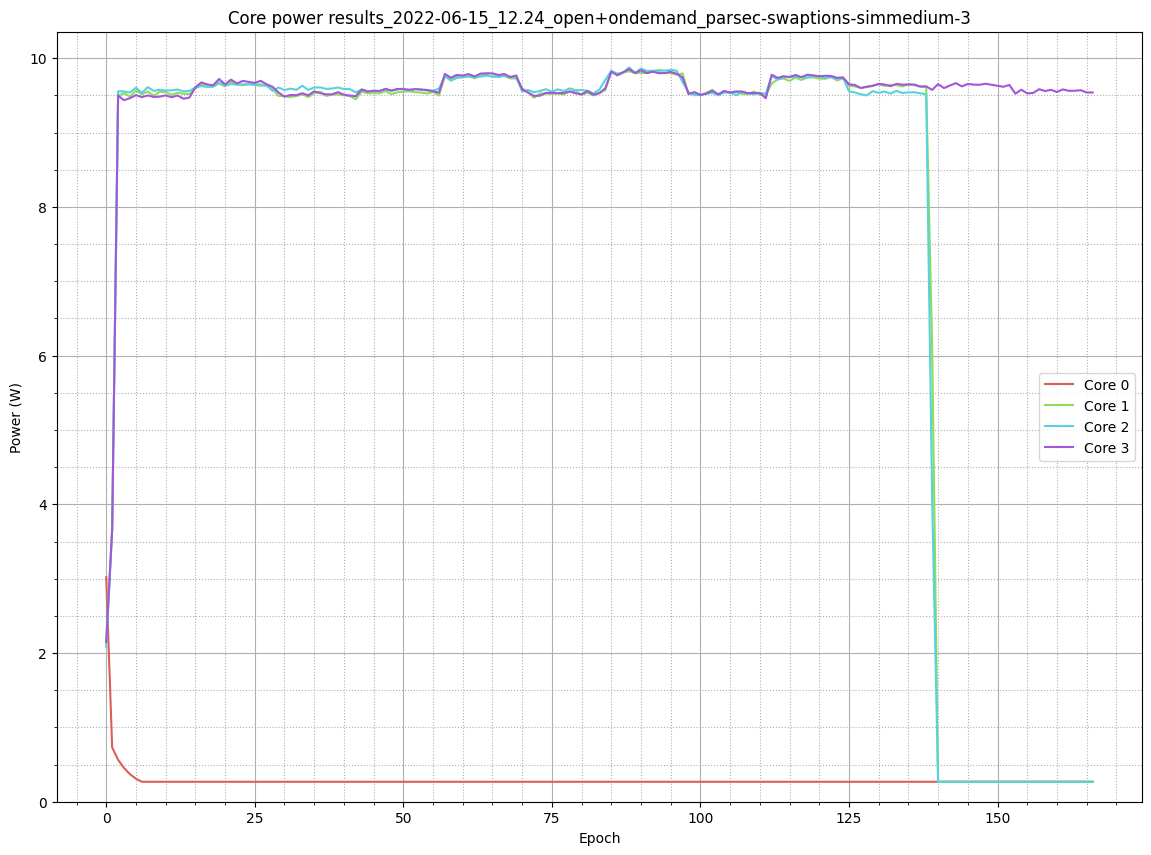 Core power results_2022-06-15_12.24_open+ondemand_parsec-swaptions-simmedium-3
10
8
6
4
2
0
Power (W)
Core 0
Core 1
Core 2
Core 3
0 25 50 75 100 125 150
Epoch